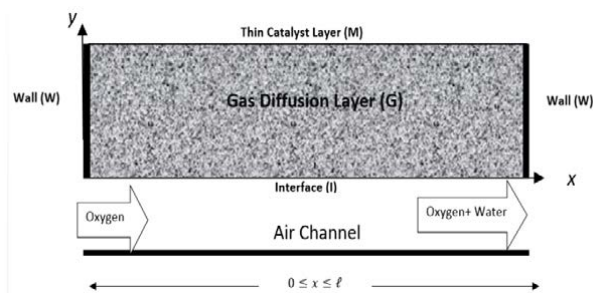 y
Thin Catalyst Layer (M)
Wall (W)
Gas Diffusion Layer (G)
Wall (W)
Interface (I)
X
Oxygen
Oxygen+ Water
Air Channel
0 ≤ x ≤ ℓ